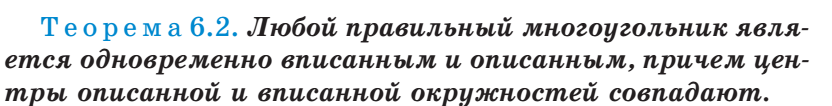 Теорема 6.2. Любой правильный многоугольник явля-
ется одновременно вписанным и описанным, причем цен-
тры описанной и вписанной окружностей совпадают.